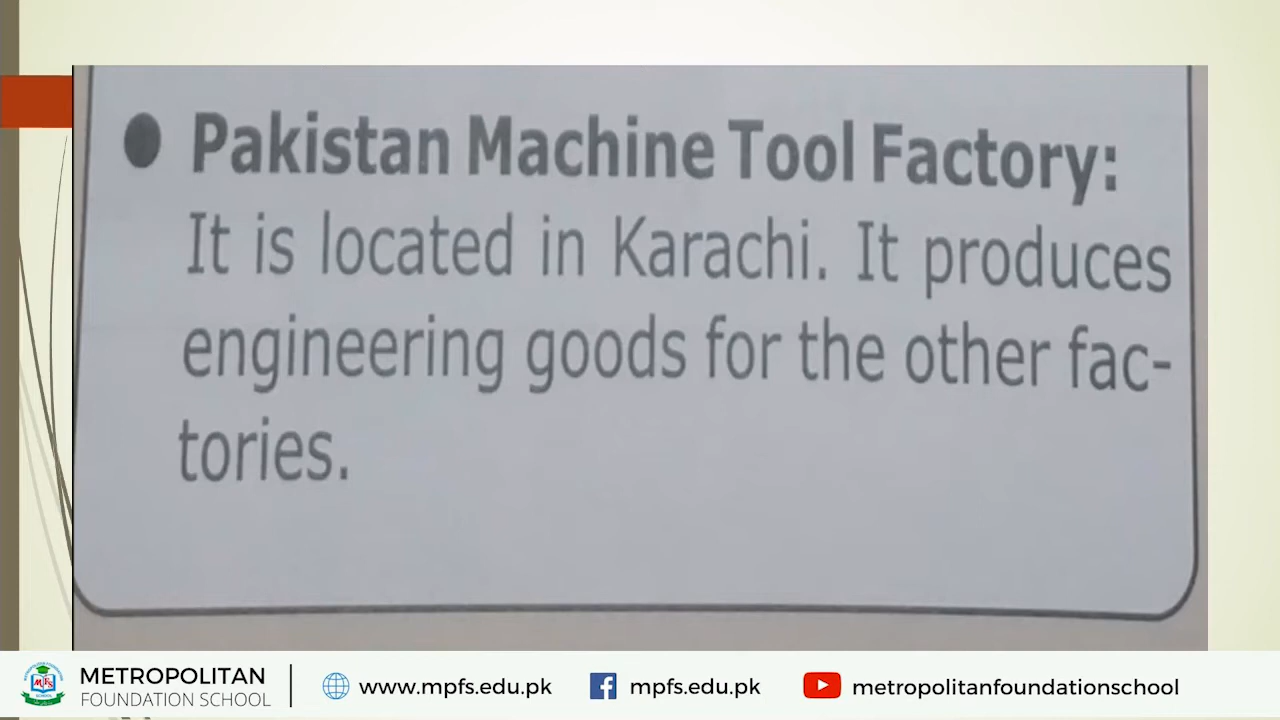 ● Pakistan Machine Tool Factory:
It is located in Karachi. It produces
engineering goods for the other fac-
tories.
METROPOLITAN
FOUNDATION SCHOOL
www.mpfs.edu.pk
mpfs.edu.pk
metropolitanfoundationschool